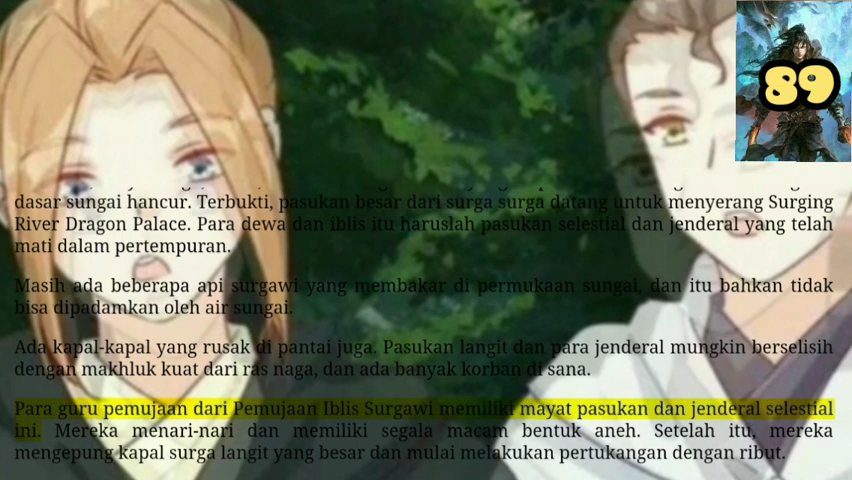 89
dasar sungai hancur. Terbukti, pasukan besar dari surga surga datang untuk menyerang Surging
River Dragon Palace. Para dewa dan iblis itu haruslah pasukan selestial dan jenderal yang telah
mati dalam pertempuran.
Masih ada beberapa api surgawi yang membakar di permukaan sungai, dan itu bahkan tidak
bisa dipadamkan oleh air sungai.
Ada kapal-kapal yang rusak di pantai juga. Pasukan langit dan para jenderal mungkin berselisih
dengan makhluk kuat dari ras naga, dan ada banyak korban di sana.
Para guru pemujaan dari Pemujaan Iblis Surgawi memiliki mayat pasukan dan jenderal selestial
ini. Mereka menari-nari dan memiliki segala macam bentuk aneh. Setelah itu, mereka
mengepung kapal surga langit yang besar dan mulai melakukan pertukangan dengan ribut.